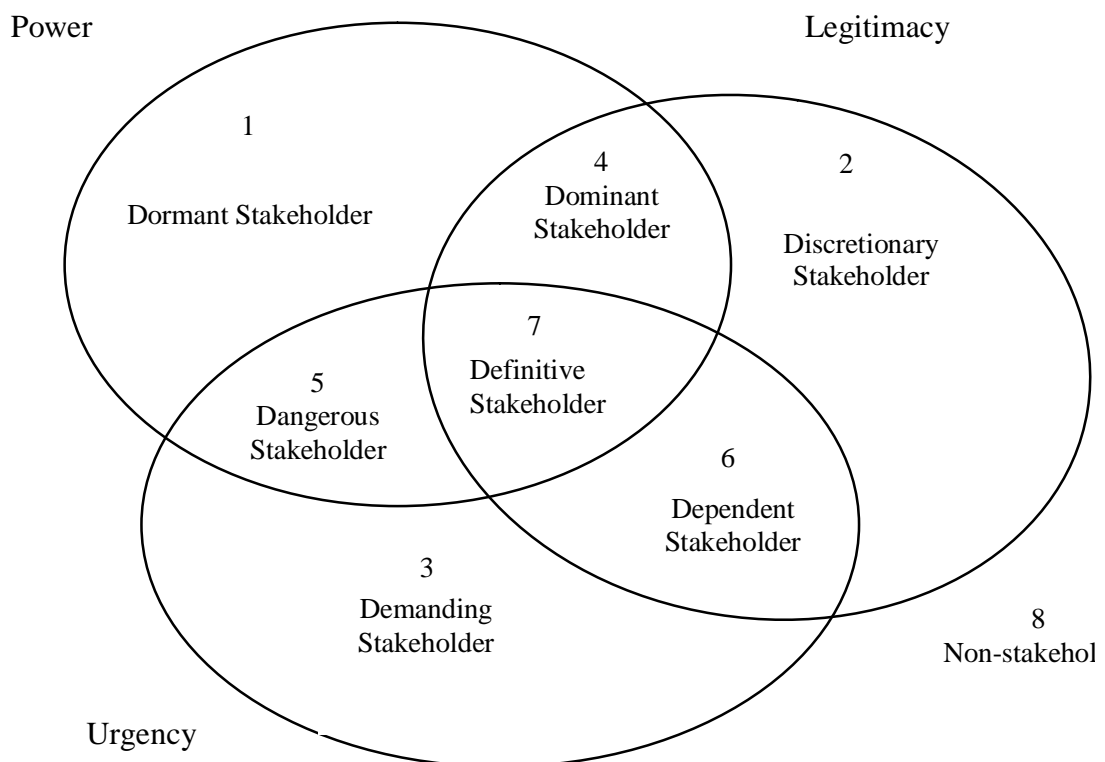 Power
Legitimacy
1
Dormant Stakeholder
4
Dominant
Stakeholder
2
Discretionary
Stakeholder
7
Definitive
Stakeholder
5
Dangerous
Stakeholder
6
Dependent
Stakeholder
3
Demanding
Stakeholder
8
Non-stakehol
Urgency